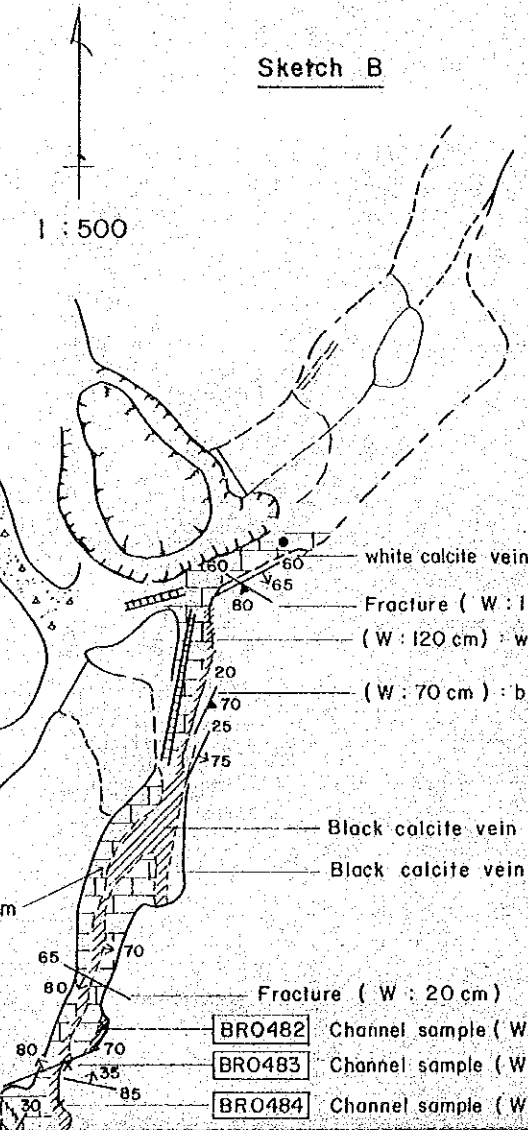 Sketch B
1 : 500
60 60
white calcite vein
65
80
Fracture ( W : 1
(W : 120 cm) : w
20
70
(W : 70 cm) : b
25
75
Black calcite vein
Black calcite vein
m
70
65
80
Fracture ( W : 20 cm)
BR0482 Channel sample ( W
80 70
BR0483 Channel sample ( W
35
85
BR0484 Channel sample ( W
30